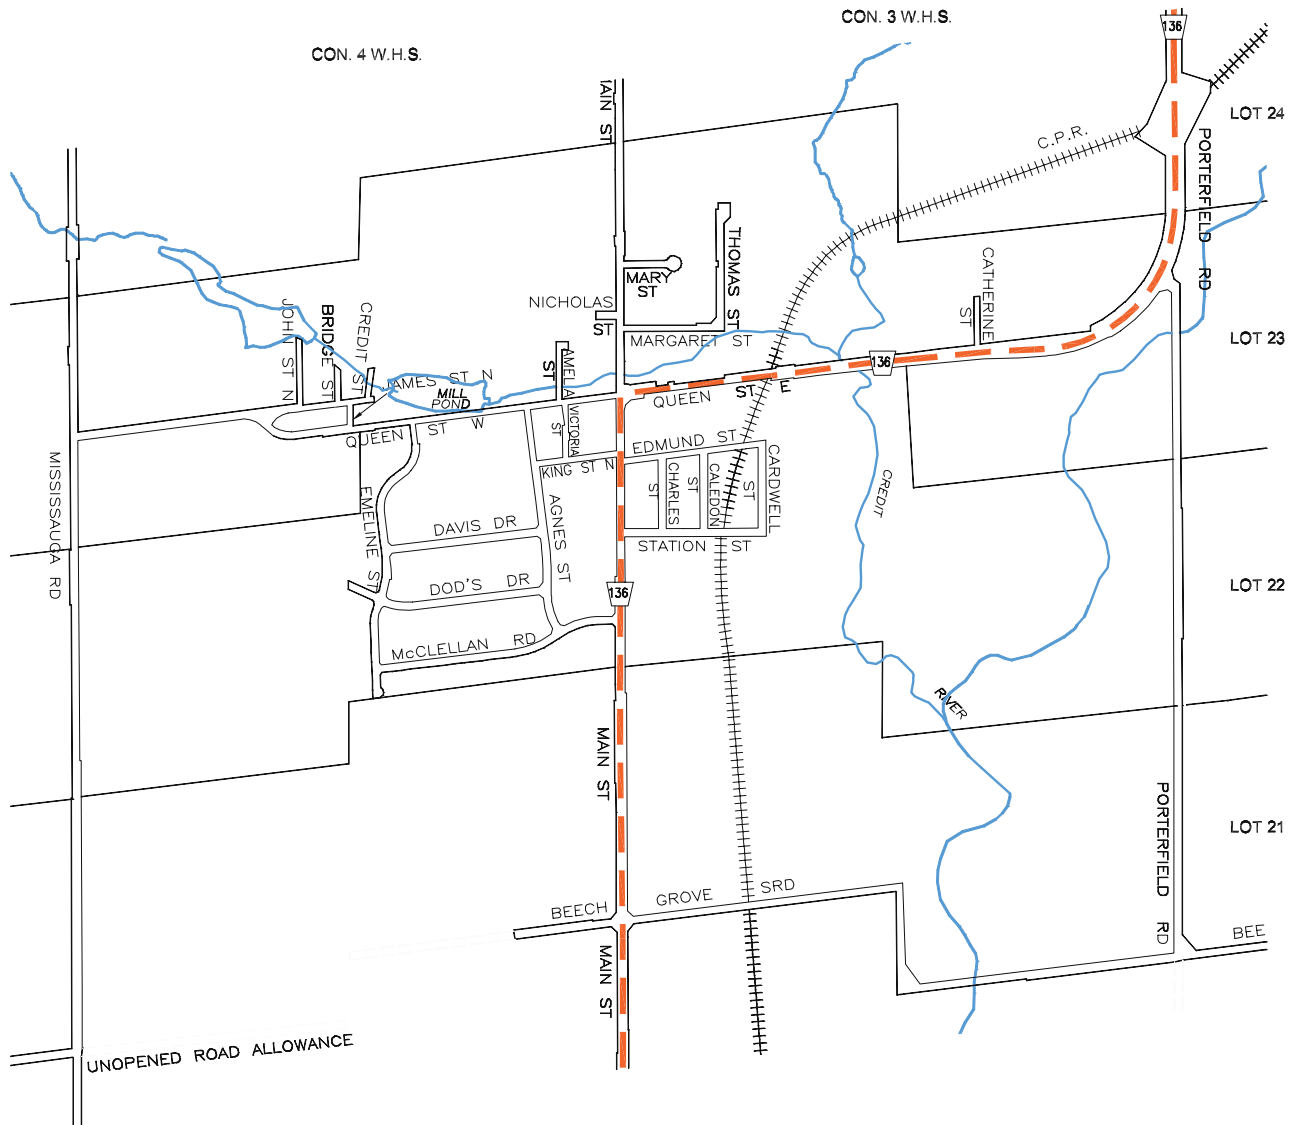 CON. 3 W.H.S.
136
CON. 4 W.H.S.
AIN ST
LOT 24
C.P.R.
PORTERFIELD RD
THOMAS ST
MARY
ST
CATHERINE
ST
NICHOLAS
ST
JOHN ST N
BRIDGE ST
CREDIT ST
MARGARET ST
LOT 23
136
AMELIA
ST
JAMES ST N
MILL
POND
QUEEN ST E
QUEEN ST W
VICTORIA
ST
EDMUND ST
KING ST N
CARDWELL
ST
CHARLES
ST
CALEDON
ST
MISSISSAUGA RD
EMELINE ST
AGNES ST
DAVIS DR
CREDIT
STATION ST
DOD'S DR
136
LOT 22
McCLELLAN RD
RIVER
MAIN ST
PORTERFIELD RD
LOT 21
BEECH GROVE SRD
BEE
MAIN ST
UNOPENED ROAD ALLOWANCE